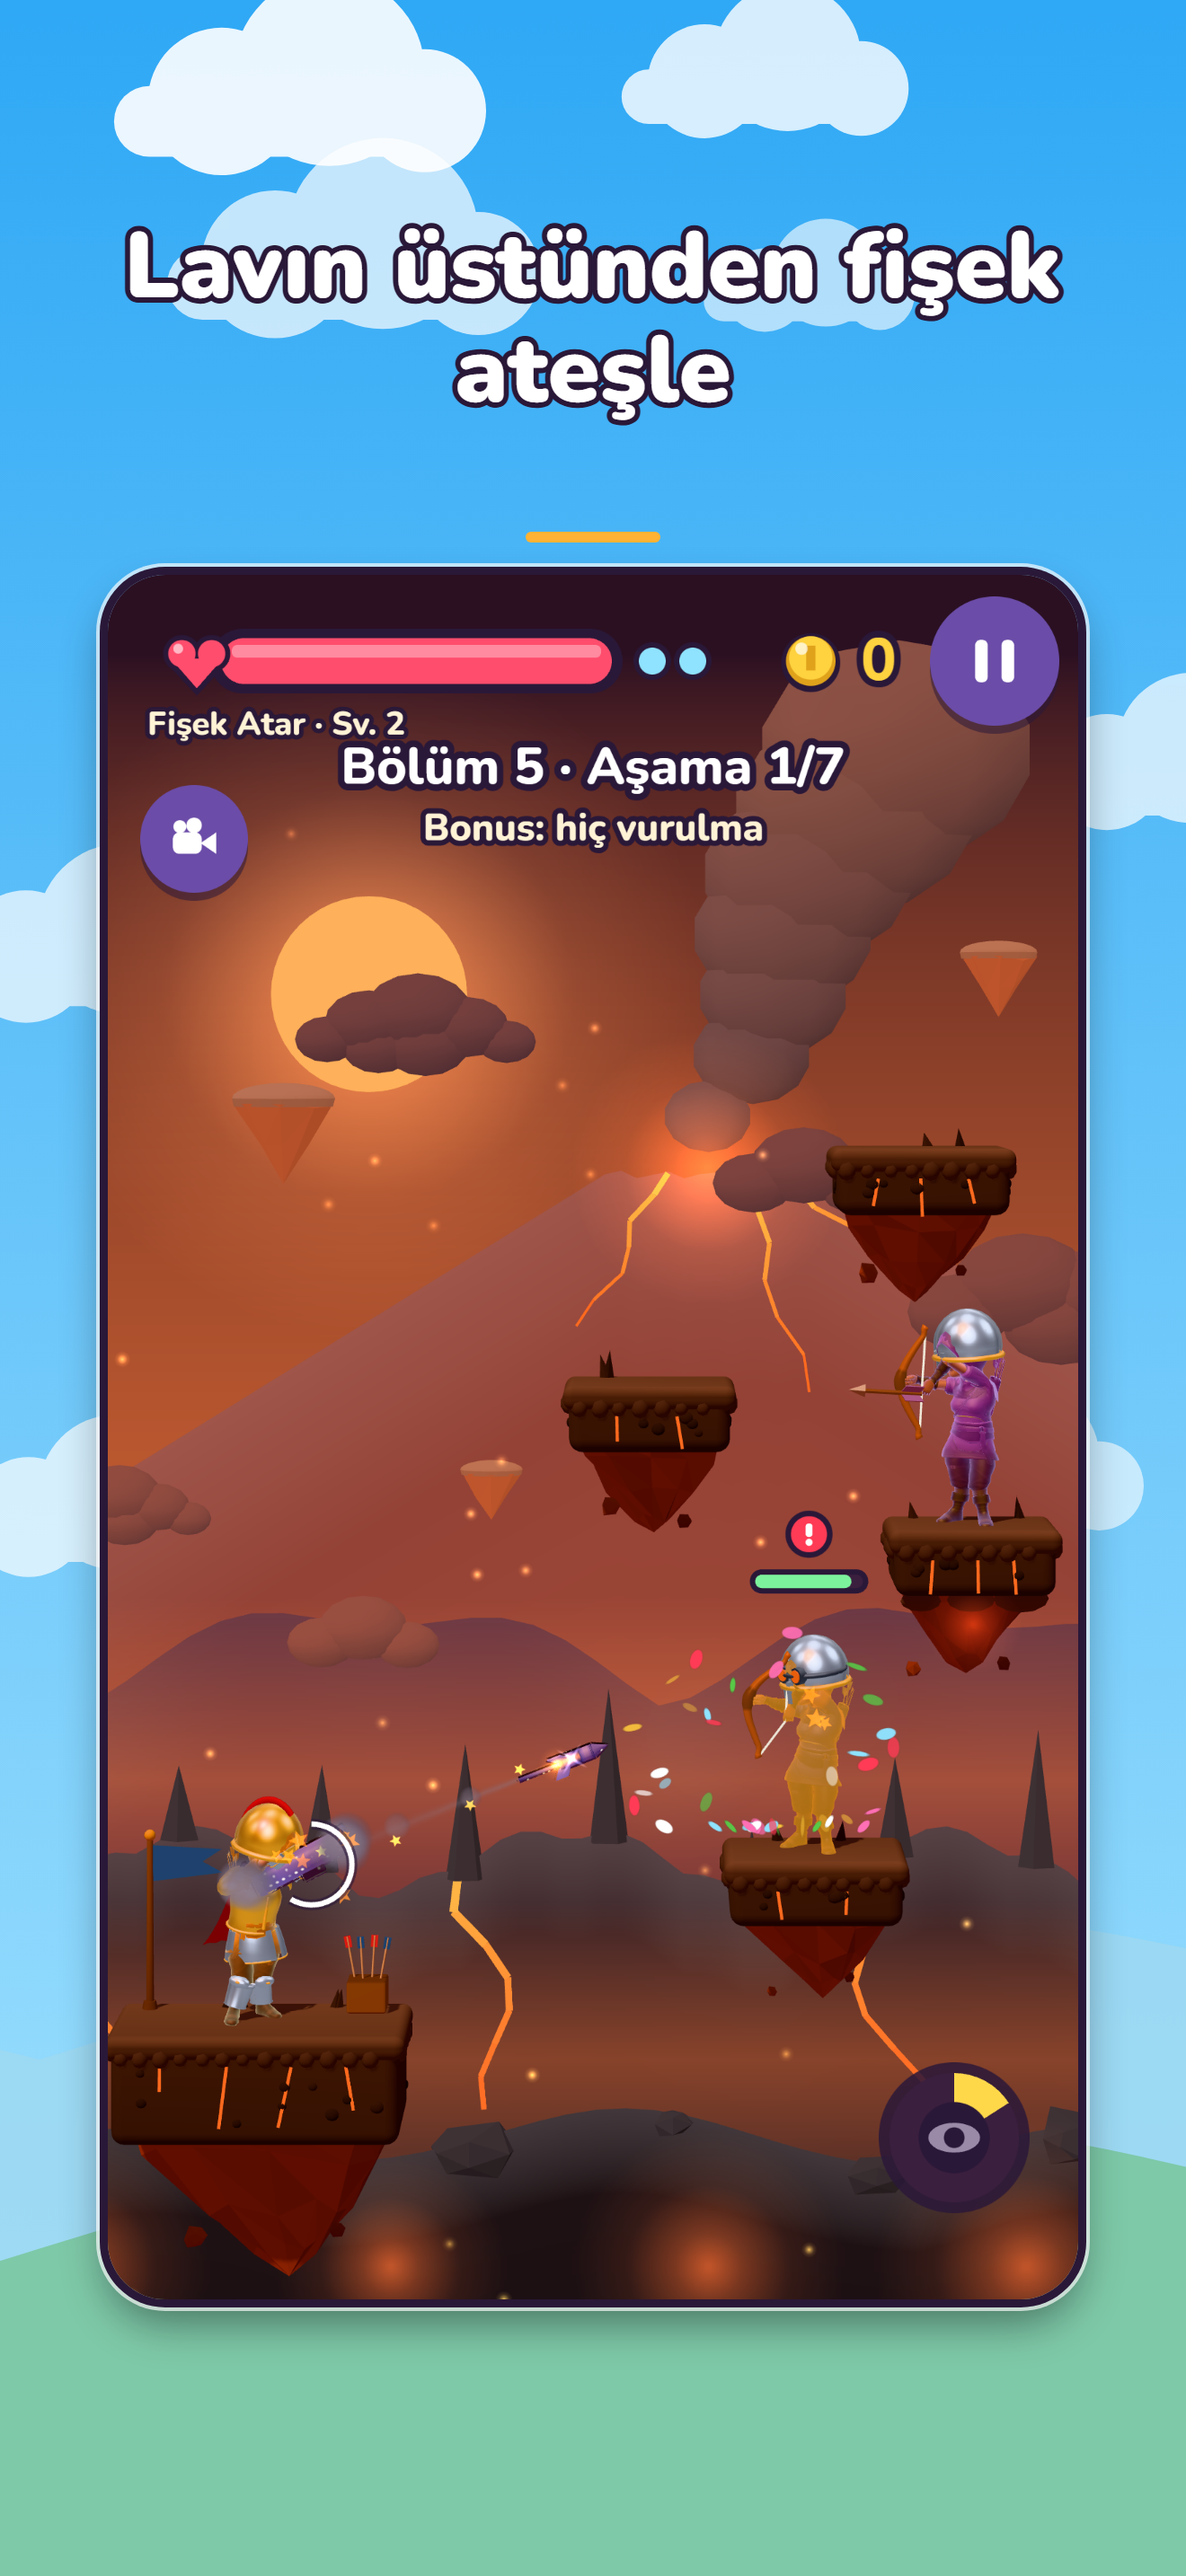 Lavın üstünden fişek
ateşle
0
Fişek Atar · Sv. 2
Bölüm 5 · Aşama 1/7
Bonus: hiç vurulma